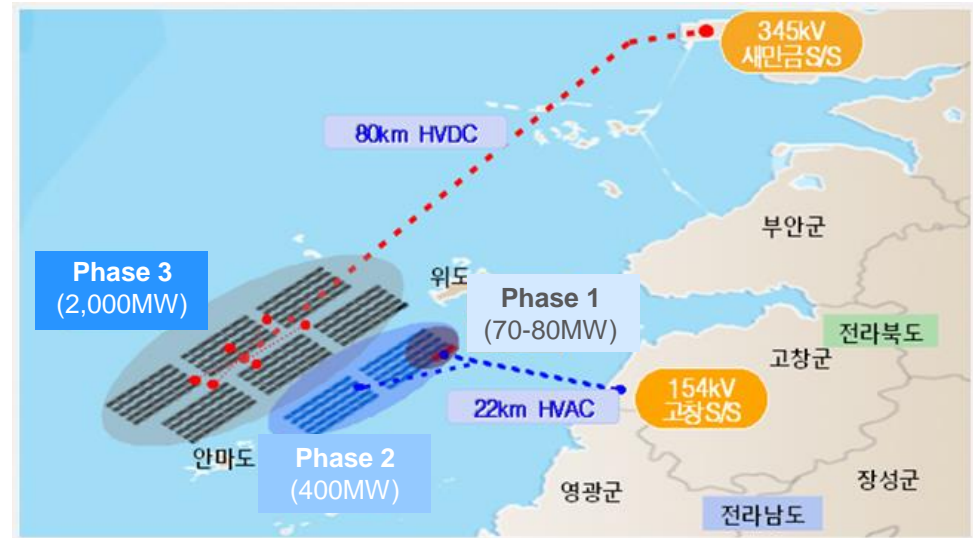 345kV
새만금S/S
80km HVDC
부안군
Phase 3
(2,000MW)
위도
Phase 1
(70-80MW)
전라북도
고창군
154kV
고창S/S
22km HVAC
안마도
Phase 2
(400MW)
영광군
장성군
전라남도